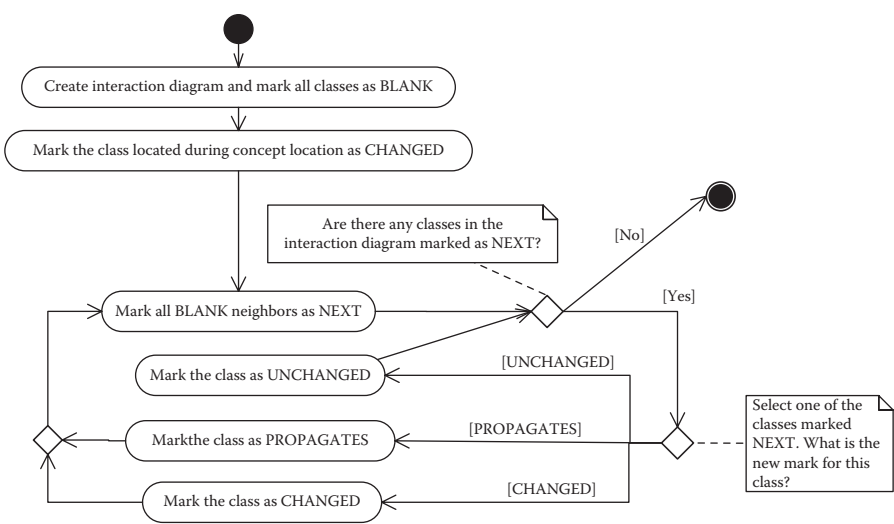 Create interaction diagram and mark all classes as BLANK
Mark the class located during concept location as CHANGED
Are there any classes in the
interaction diagram marked as NEXT?
[No]
[Yes]
Mark all BLANK neighbors as NEXT
[UNCHANGED]
Mark the class as UNCHANGED
Select one of the
classes marked
NEXT. What is the
new mark for this
class?
[PROPAGATES]
Markthe class as PROPAGATES
[CHANGED]
Mark the class as CHANGED